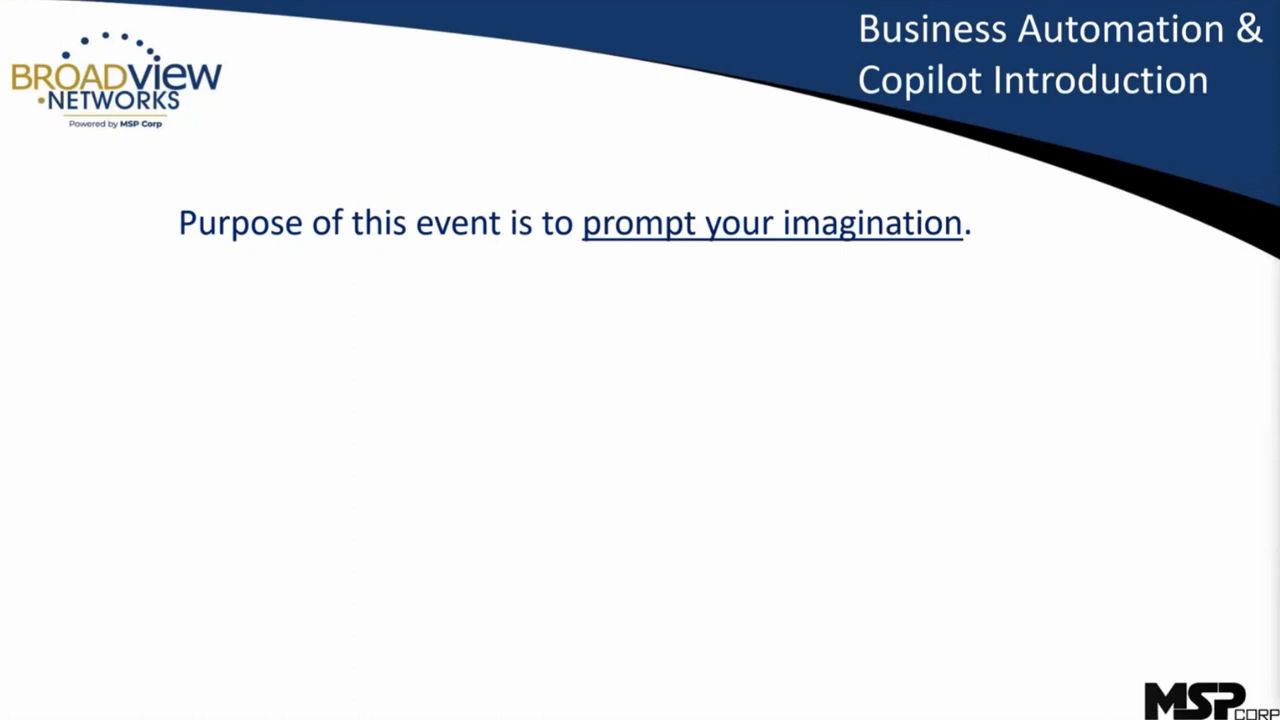 Business Automation &
Copilot Introduction
BROADVIEW
NETWORKS
Powered by MSP Corp
Purpose of this event is to prompt your imagination.
MSP
CORP